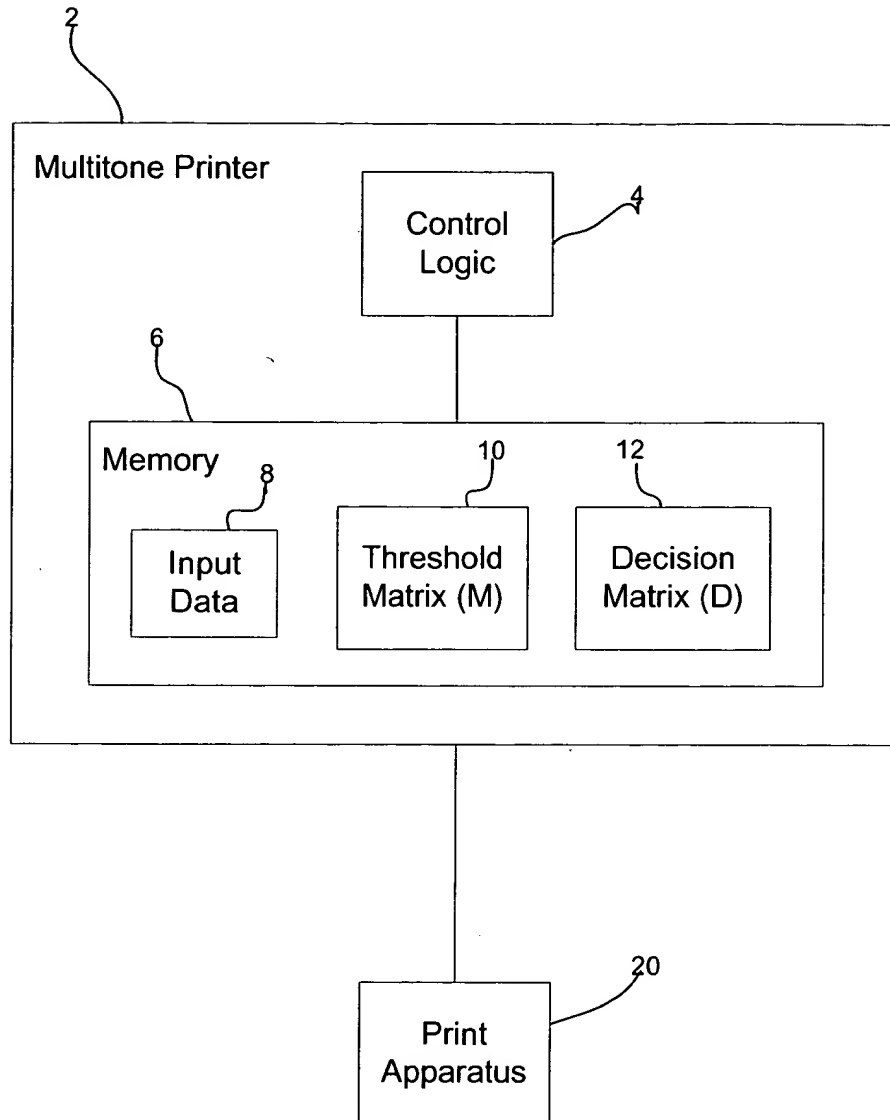 2
Multitone Printer
4
Control
Logic
6
Memory
8
10
12
Input
Data
Threshold
Matrix (M)
Decision
Matrix (D)
20
Print
Apparatus